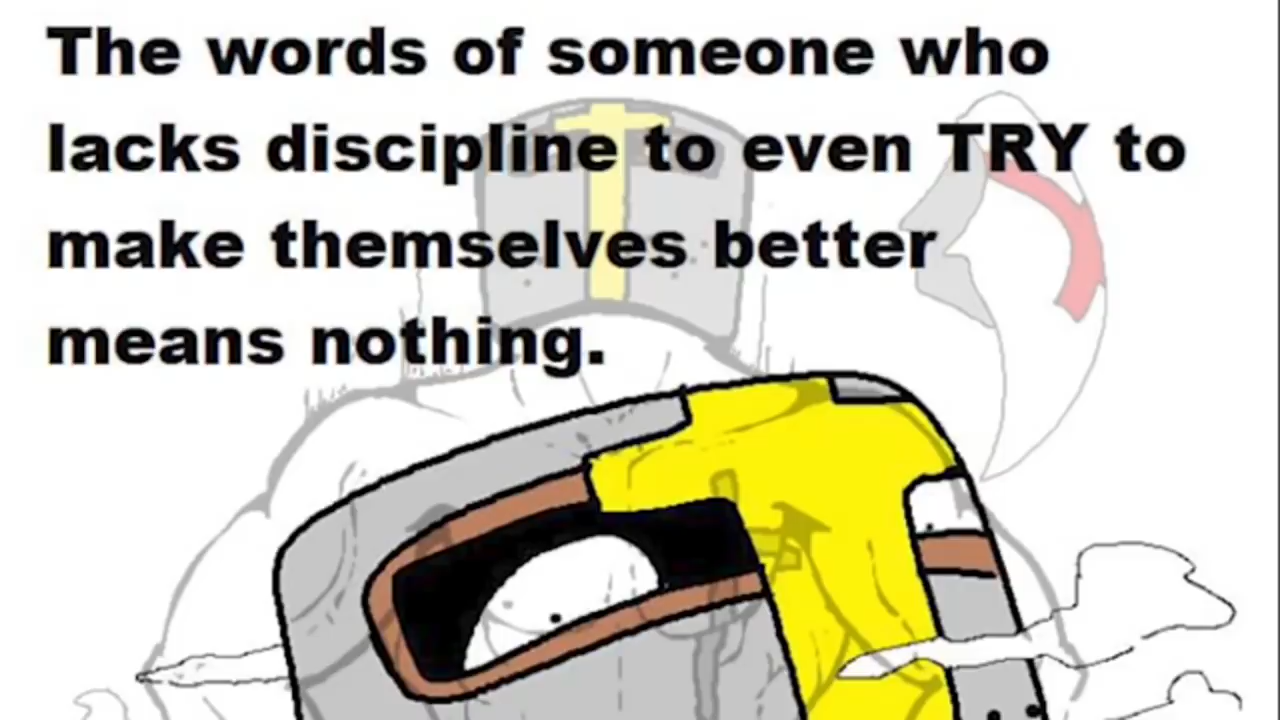 The words of someone who
lacks discipline to even TRY to
make themselves better
means nothing.